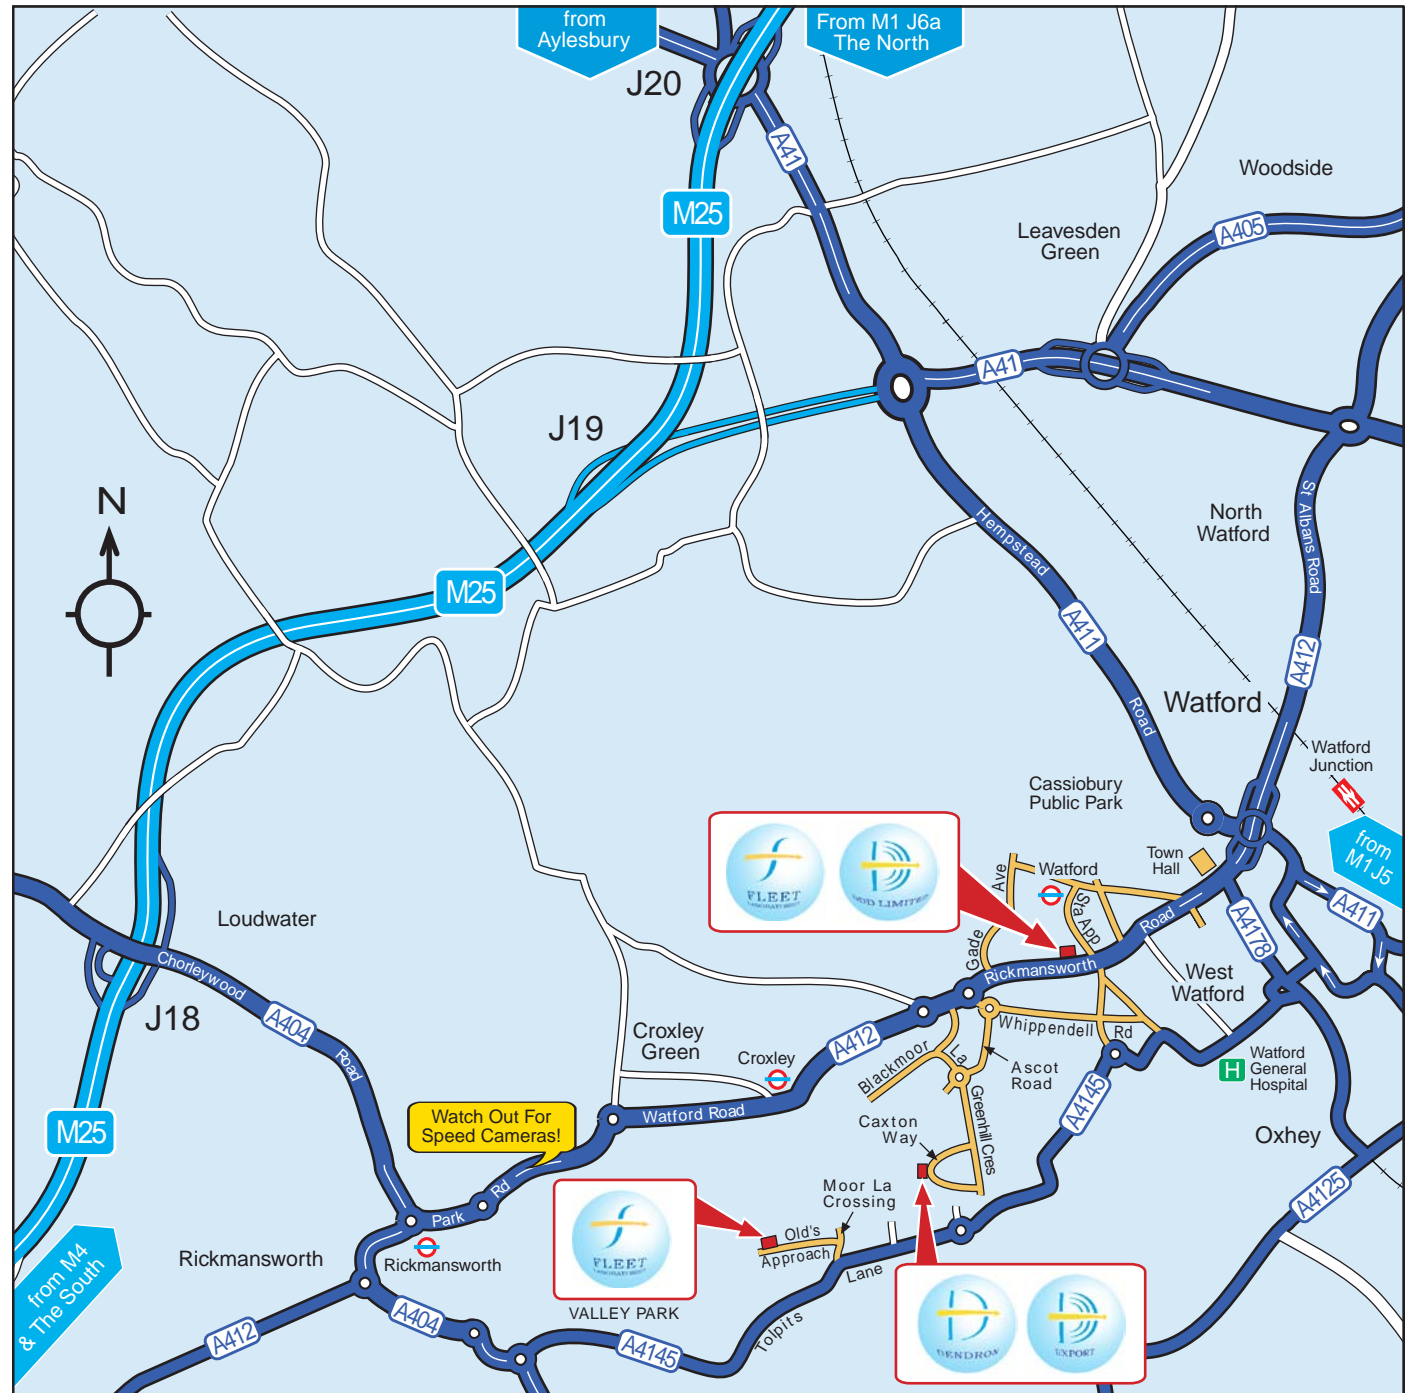 from
Aylesbury
From M1 J6a
The North
J20
A41
M25
Woodside
Leavesden
Green
A405
A41
J19
N
M25
Hempstead
North
Watford
St Albans Road
A411
A412
Road
Watford
Watford
Junction
from
M1J5
Cassiobury
Public Park
Town
Hall
FLEET
DDD LIMITED
Ave
Watford
Sta App
Gade
Road
A4178
A411
Rickmansworth
West
Watford
Loudwater
Chorleywood
A404
Road
J18
Croxley
Green
Croxley
A412
Whippendell
Rd
Blackmoor
La
Ascot
Road
A4145
Watford
General
Hospital
H
Oxhey
M25
Watch Out For
Speed Cameras!
Watford Road
Caxton
Way
Greenhill Cres
Moor La
Crossing
Park
Rd
FLEET
Old's
Approach
A4125
Rickmansworth
Rickmansworth
from M4
& The South
A412
A404
VALLEY PARK
A4145
Tolpits
Lane
DENDRON
EXPORT